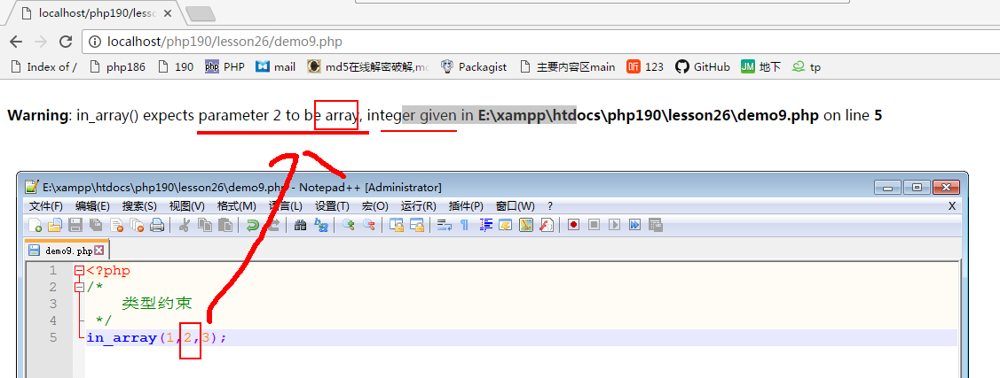 localhost/php190/lesso
localhost/php190/lesson26/demo9.php
Index of / php186 190 php PHP mail md5在线解密破解,mc Packagist 主要内容区main 听 123 GitHub JM 地下 tp
Warning: in_array() expects parameter 2 to be array, integer given in E:\xampp\htdocs\php190\lesson26\demo9.php on line 5
E:\xampp\htdocs\php190\lesson26\demo9.php - Notepad++ [Administrator]
文件(F) 编辑(E) 搜索(S) 视图(V) 格式(M) 语言(L) 设置(T) 宏(O) 运行(R) 插件(P) 窗口(W) ? X
demo9.php
1 <?php
2 /*
3 类型约束
4 */
5 in_array(1,2,3);